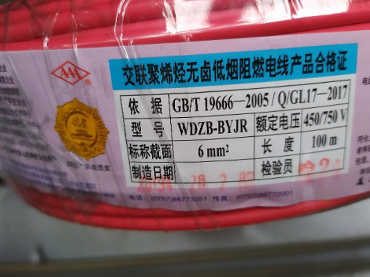 AAA
交联聚烯烃无卤低烟阻燃电线产品合格证
依据 GB/T 19666—2005 / Q/GL17—2017
型号 WDZB-BYJR 额定电压 450/750 V
标称截面 6 mm² 长度 100 m
制造日期 检验员